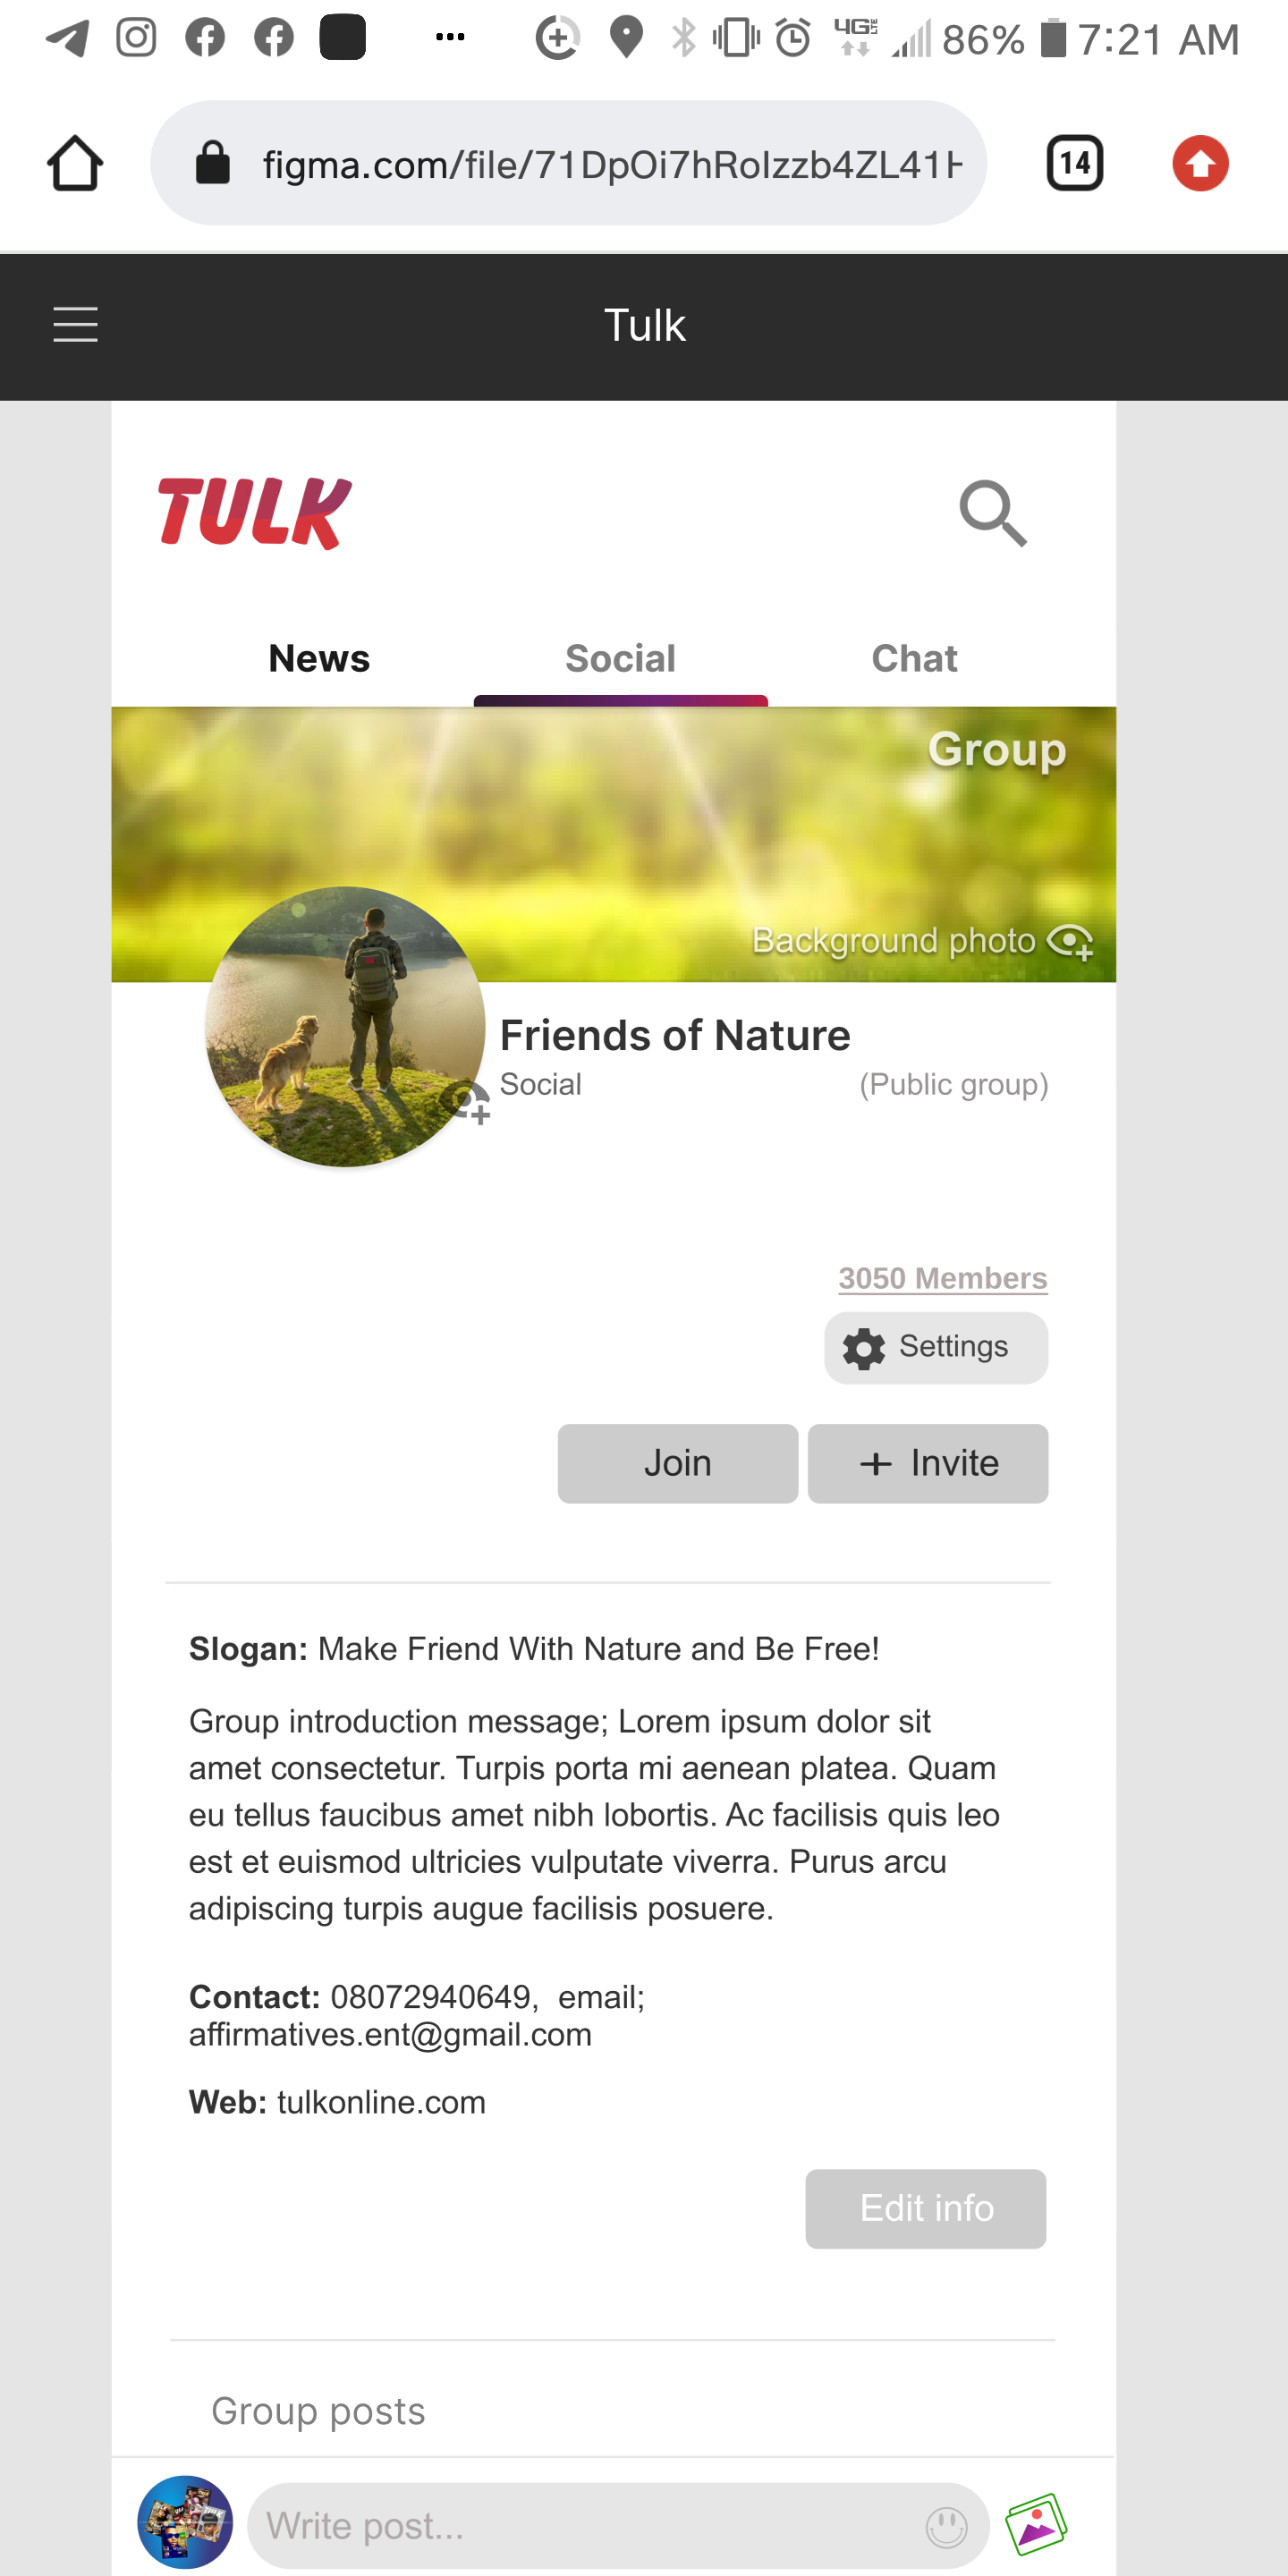 86% 7:21 AM
figma.com/file/71DpOi7hRolzzb4ZL41H
14
Tulk
TULK
News Social Chat
Group
Background photo
Friends of Nature
Social (Public group)
3050 Members
Settings
Join + Invite
Slogan: Make Friend With Nature and Be Free!
Group introduction message; Lorem ipsum dolor sit
amet consectetur. Turpis porta mi aenean platea. Quam
eu tellus faucibus amet nibh lobortis. Ac facilisis quis leo
est et euismod ultricies vulputate viverra. Purus arcu
adipiscing turpis augue facilisis posuere.
Contact: 08072940649,  email;
affirmatives.ent@gmail.com
Web: tulkonline.com
Edit info
Group posts
Write post...